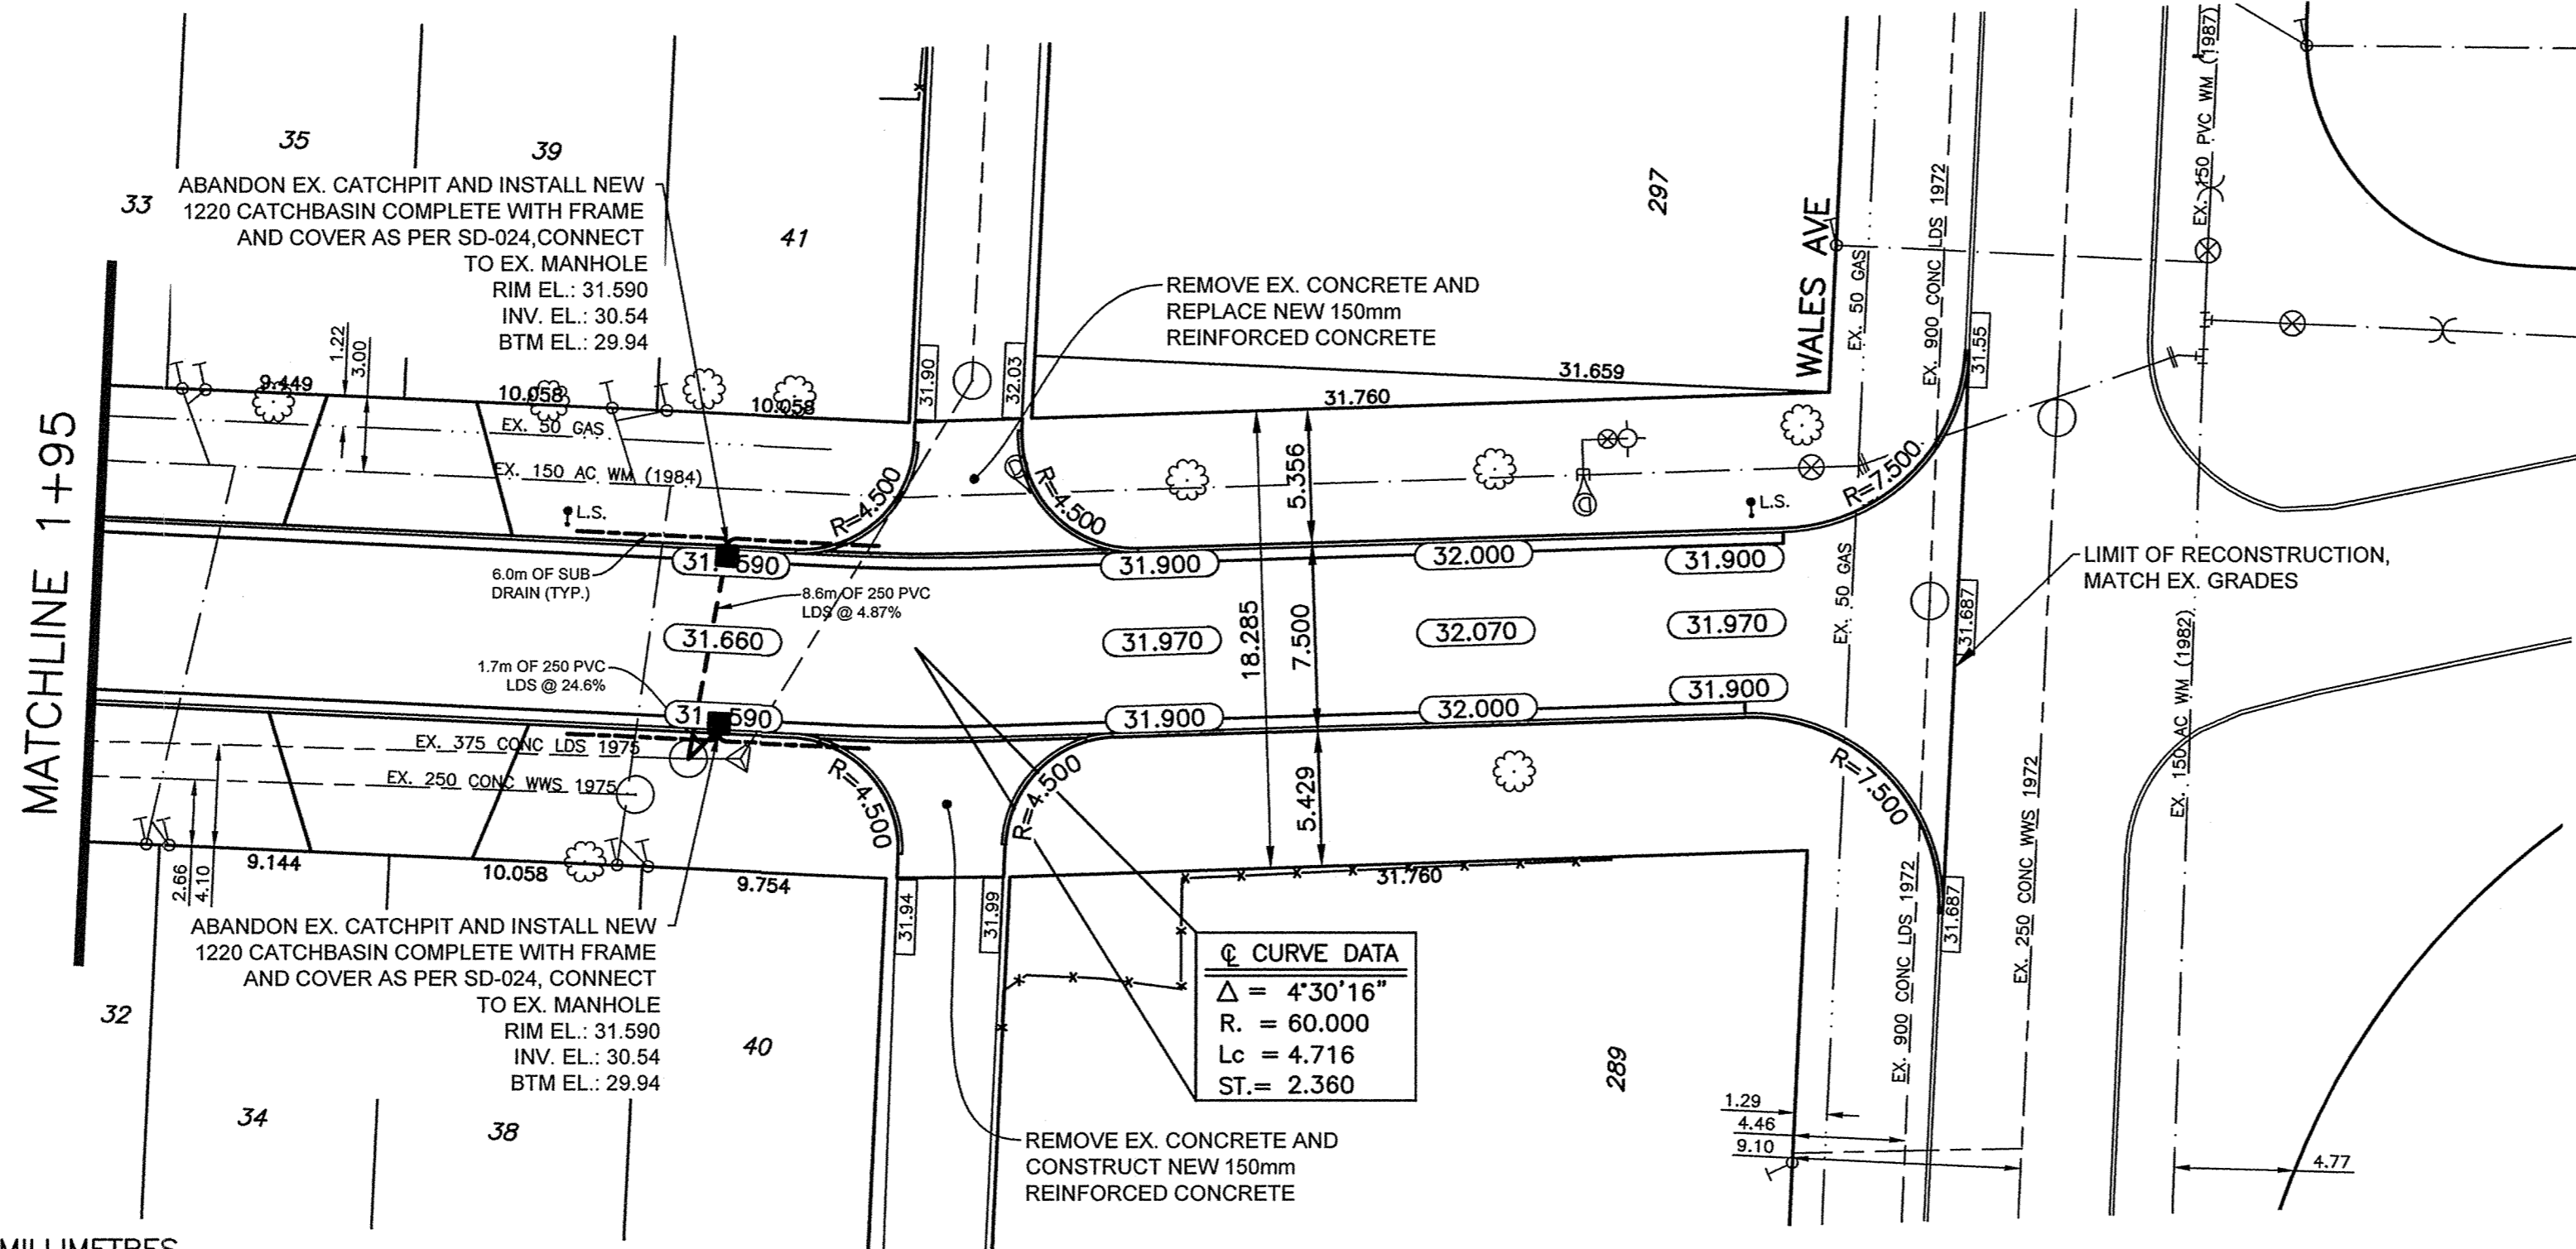 35
39
33
41
297
ABANDON EX. CATCHPIT AND INSTALL NEW
1220 CATCHBASIN COMPLETE WITH FRAME
AND COVER AS PER SD-024,CONNECT
TO EX. MANHOLE
RIM EL.: 31.590
INV. EL.: 30.54
BTM EL.: 29.94
REMOVE EX. CONCRETE AND
REPLACE NEW 150mm
REINFORCED CONCRETE
WALES AVE
EX. 50 GAS
EX. 900 CONC LDS 1972
EX. 150 PVC WM (1987)
31.55
1.22
3.00
9.449
10.058
10.058
31.90
32.03
31.659
31.760
EX. 50 GAS
EX. 150 AC WM (1984)
L.S.
R=4.500
R=4.500
5.356
L.S.
R=7.500
MATCHLINE 1+95
31.590
31.900
32.000
31.900
6.0m OF SUB
DRAIN (TYP.)
8.6m OF 250 PVC
LDS @ 4.87%
31.660
31.970
32.070
31.970
18.285
7.500
EX. 50 GAS
31.687
LIMIT OF RECONSTRUCTION,
MATCH EX. GRADES
1.7m OF 250 PVC
LDS @ 24.6%
31.590
31.900
32.000
31.900
EX. 375 CONC LDS 1975
EX. 250 CONC WWS 1975
R=4.500
R=4.500
5.429
R=7.500
EX. 150 AC WM (1982)
EX. 250 CONC WWS 1972
EX. 900 CONC LDS 1972
31.687
2.66
4.10
9.144
10.058
9.754
31.94
31.99
31.760
ABANDON EX. CATCHPIT AND INSTALL NEW
1220 CATCHBASIN COMPLETE WITH FRAME
AND COVER AS PER SD-024, CONNECT
TO EX. MANHOLE
RIM EL.: 31.590
INV. EL.: 30.54
BTM EL.: 29.94
℄ CURVE DATA
Δ = 4°30'16"
R. = 60.000
Lc = 4.716
ST.= 2.360
32
34
38
40
289
REMOVE EX. CONCRETE AND
CONSTRUCT NEW 150mm
REINFORCED CONCRETE
1.29
4.46
9.10
4.77
MILLIMETRES